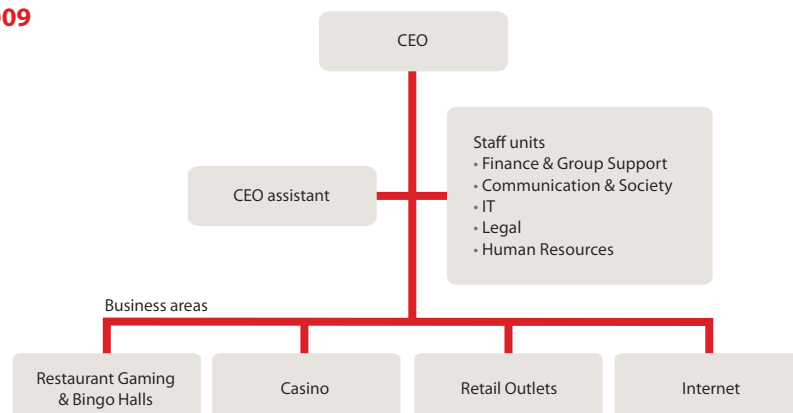 009
CEO
Staff units
• Finance & Group Support
• Communication & Society
• IT
• Legal
• Human Resources
CEO assistant
Business areas
Restaurant Gaming
& Bingo Halls
Casino
Retail Outlets
Internet